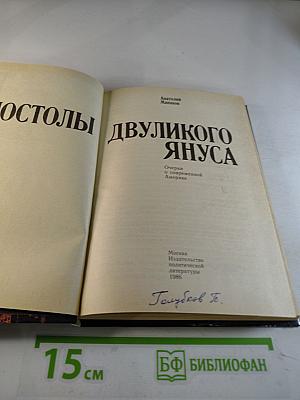 ОСТОЛЫ
Анатолий
Манаков
ДВУЛИКОГО
ЯНУСА
Очерки
о современной
Америке
Москва
Издательство
политической
литературы
1986
Голубков Г.
15 см
БФ БИБЛИОФАН